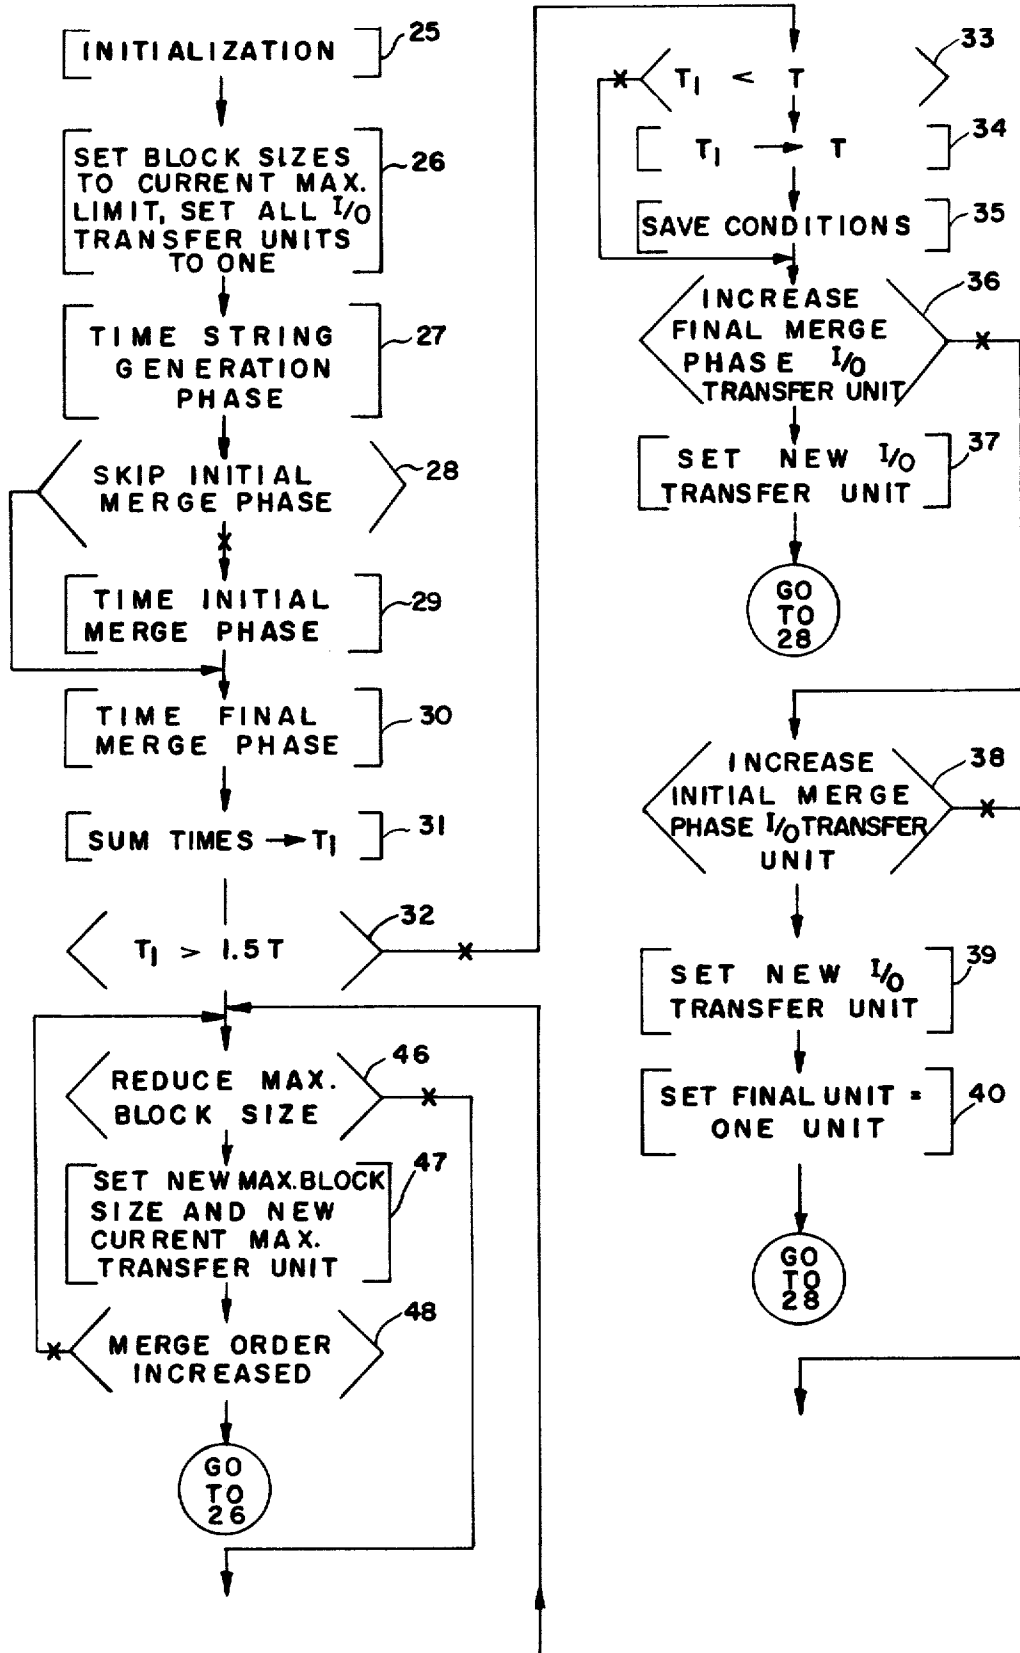 INITIALIZATION
25
SET BLOCK SIZES
TO CURRENT MAX.
LIMIT, SET ALL I/O
TRANSFER UNITS
TO ONE
26
TIME STRING
GENERATION
PHASE
27
SKIP INITIAL
MERGE PHASE
28
TIME INITIAL
MERGE PHASE
29
TIME FINAL
MERGE PHASE
30
SUM TIMES → T1
31
T1 > 1.5T
32
REDUCE MAX.
BLOCK SIZE
46
SET NEW MAX. BLOCK
SIZE AND NEW
CURRENT MAX.
TRANSFER UNIT
47
MERGE ORDER
INCREASED
48
GO
TO
26
T1 < T
33
T1 → T
34
SAVE CONDITIONS
35
INCREASE
FINAL MERGE
PHASE I/O
TRANSFER UNIT
36
SET NEW I/O
TRANSFER UNIT
37
GO
TO
28
INCREASE
INITIAL MERGE
PHASE I/O TRANSFER
UNIT
38
SET NEW I/O
TRANSFER UNIT
39
SET FINAL UNIT =
ONE UNIT
40
GO
TO
28